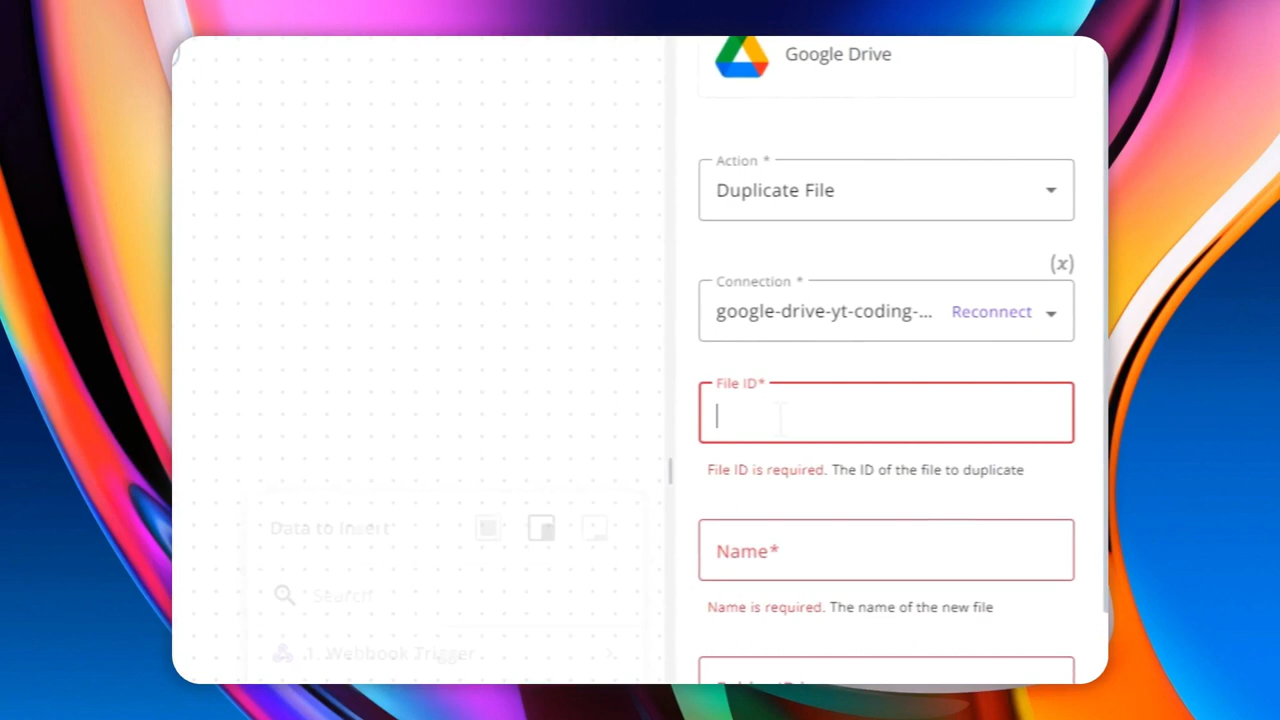 Google Drive
Action *
Duplicate File
(x)
Connection *
google-drive-yt-coding-... Reconnect
File ID*
File ID is required. The ID of the file to duplicate
Data to Insert
Name*
Search
Name is required. The name of the new file
1. Webhook Trigger